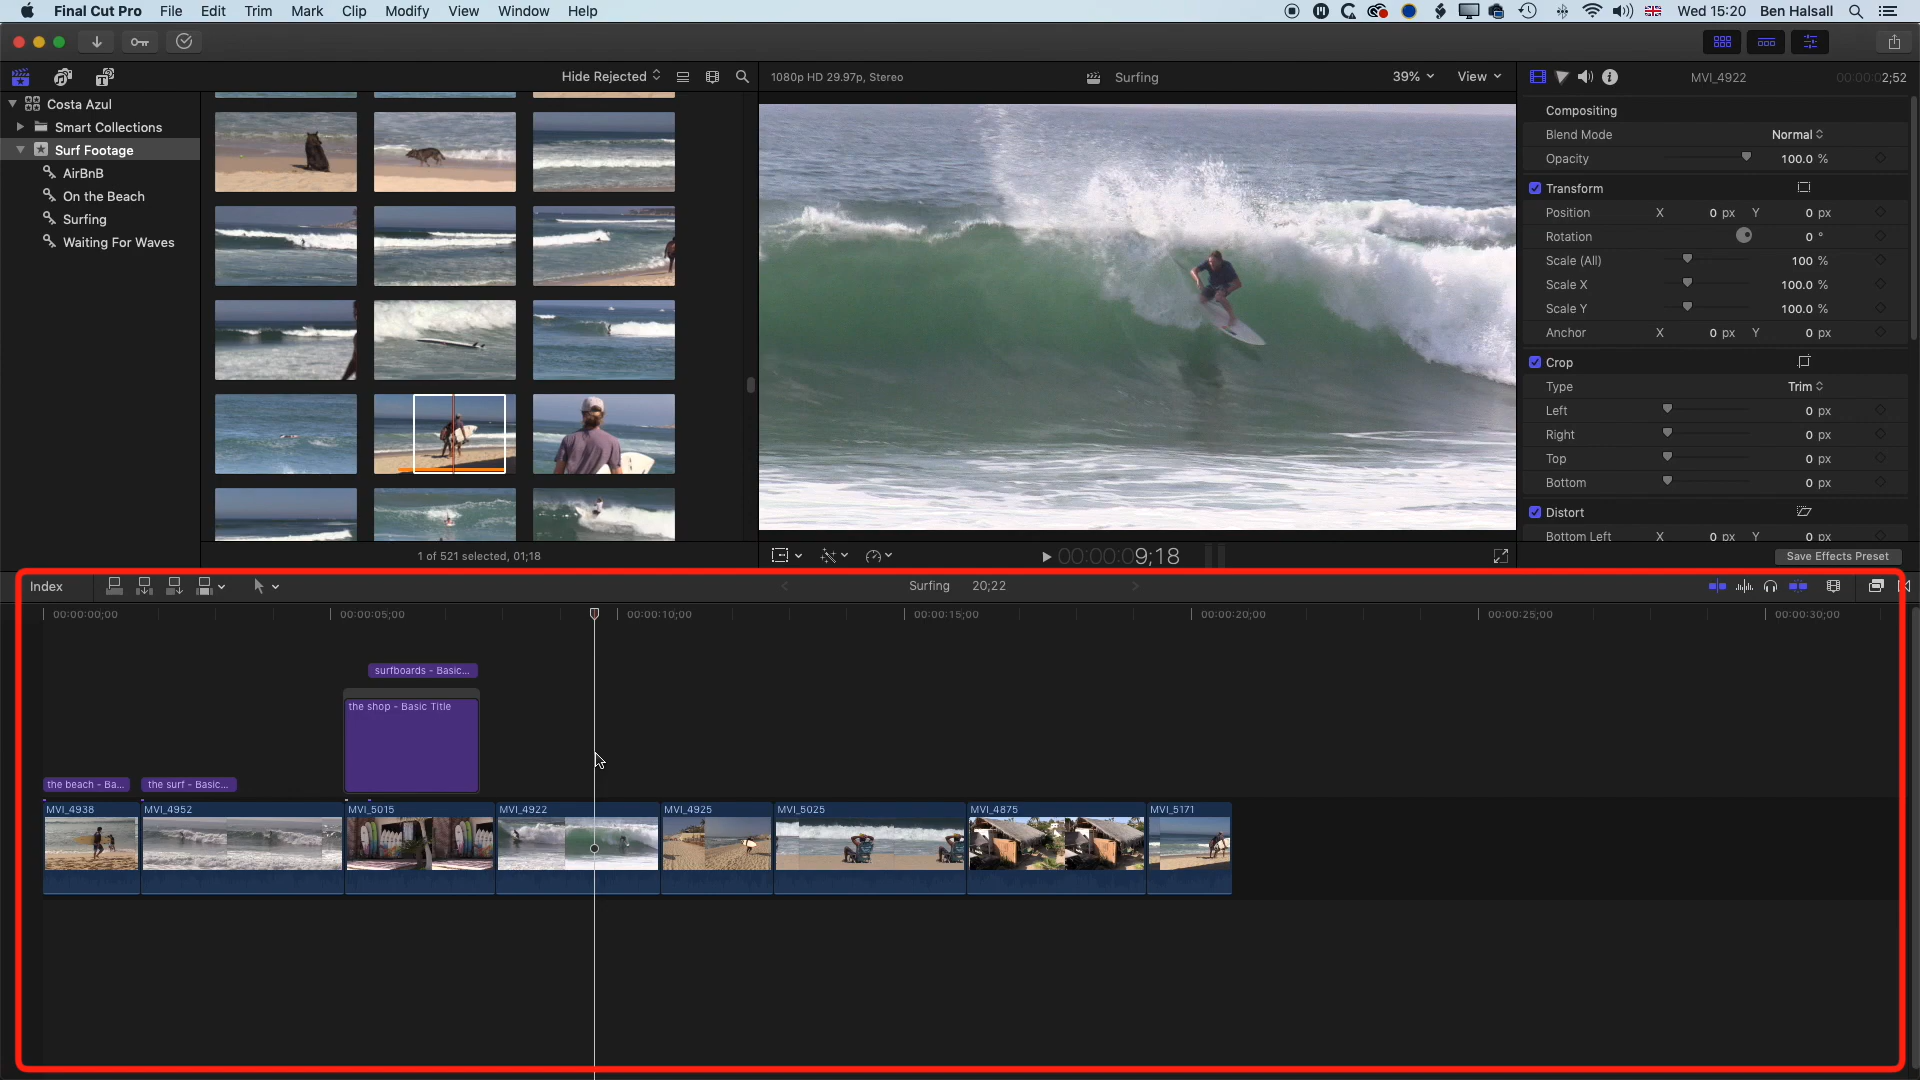 Final Cut Pro File Edit Trim Mark Clip Modify View Window Help Wed 15:20 Ben Halsall
Hide Rejected 1080p HD 29.97p, Stereo Surfing 39% View MVI_4922 00:00:02;52
Costa Azul
Smart Collections
Surf Footage
AirBnB
On the Beach
Surfing
Waiting For Waves
1 of 521 selected, 01;18
00:00:09;18
Compositing
Blend Mode Normal
Opacity 100.0 %
Transform
Position X 0 px Y 0 px
Rotation 0 °
Scale (All) 100 %
Scale X 100.0 %
Scale Y 100.0 %
Anchor X 0 px Y 0 px
Crop
Type Trim
Left 0 px
Right 0 px
Top 0 px
Bottom 0 px
Distort
Bottom Left X 0 px Y 0 px
Save Effects Preset
Index Surfing 20;22
00:00:00;00 00:00:05;00 00:00:10;00 00:00:15;00 00:00:20;00 00:00:25;00 00:00:30;00
surfboards - Basic...
the shop - Basic Title
the beach - Ba... the surf - Basic...
MVI_4938 MVI_4952 MVI_5015 MVI_4922 MVI_4925 MVI_5025 MVI_4875 MVI_5171